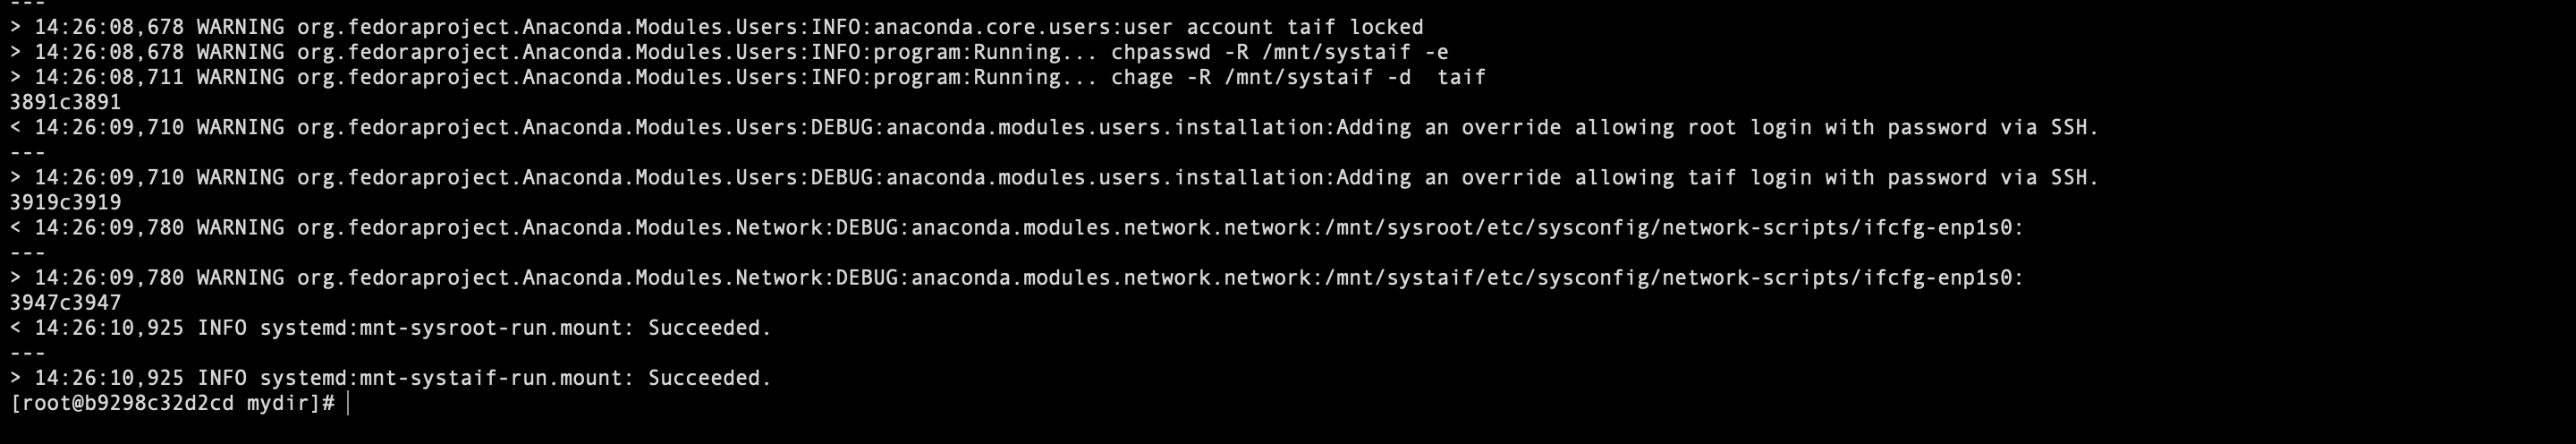 ---
> 14:26:08,678 WARNING org.fedoraproject.Anaconda.Modules.Users:INFO:anaconda.core.users:user account taif locked
> 14:26:08,678 WARNING org.fedoraproject.Anaconda.Modules.Users:INFO:program:Running... chpasswd -R /mnt/systaif -e
> 14:26:08,711 WARNING org.fedoraproject.Anaconda.Modules.Users:INFO:program:Running... chage -R /mnt/systaif -d  taif
3891c3891
< 14:26:09,710 WARNING org.fedoraproject.Anaconda.Modules.Users:DEBUG:anaconda.modules.users.installation:Adding an override allowing root login with password via SSH.
---
> 14:26:09,710 WARNING org.fedoraproject.Anaconda.Modules.Users:DEBUG:anaconda.modules.users.installation:Adding an override allowing taif login with password via SSH.
3919c3919
< 14:26:09,780 WARNING org.fedoraproject.Anaconda.Modules.Network:DEBUG:anaconda.modules.network.network:/mnt/sysroot/etc/sysconfig/network-scripts/ifcfg-enp1s0:
---
> 14:26:09,780 WARNING org.fedoraproject.Anaconda.Modules.Network:DEBUG:anaconda.modules.network.network:/mnt/systaif/etc/sysconfig/network-scripts/ifcfg-enp1s0:
3947c3947
< 14:26:10,925 INFO systemd:mnt-sysroot-run.mount: Succeeded.
---
> 14:26:10,925 INFO systemd:mnt-systaif-run.mount: Succeeded.
[root@b9298c32d2cd mydir]#